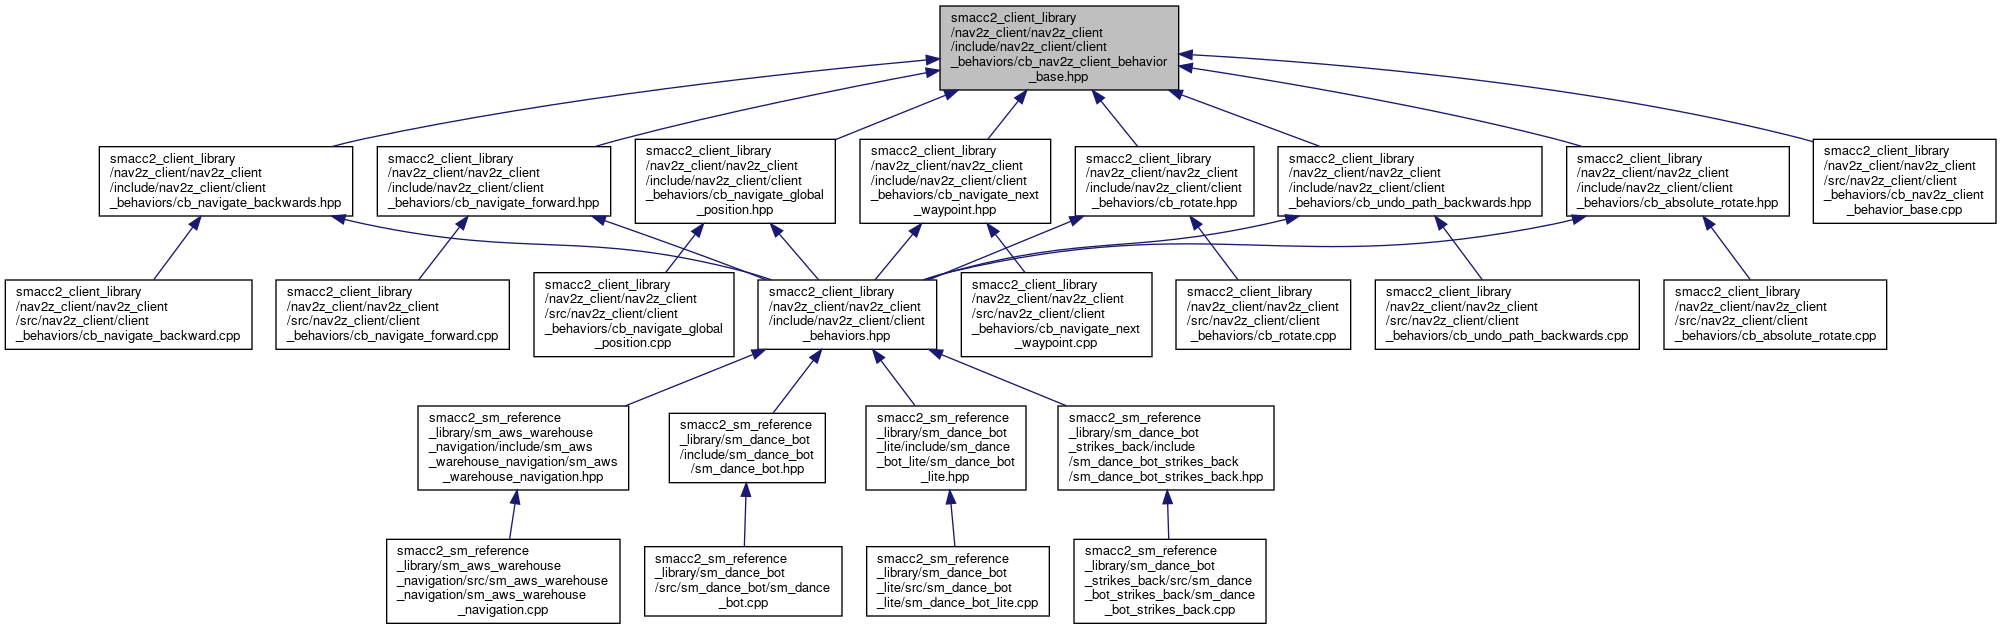 smacc2_client_library
/nav2z_client/nav2z_client
/include/nav2z_client/client
_behaviors/cb_nav2z_client_behavior
_base.hpp
smacc2_client_library
/nav2z_client/nav2z_client
/include/nav2z_client/client
_behaviors/cb_navigate_backwards.hpp
smacc2_client_library
/nav2z_client/nav2z_client
/include/nav2z_client/client
_behaviors/cb_navigate_forward.hpp
smacc2_client_library
/nav2z_client/nav2z_client
/include/nav2z_client/client
_behaviors/cb_navigate_global
_position.hpp
smacc2_client_library
/nav2z_client/nav2z_client
/include/nav2z_client/client
_behaviors/cb_navigate_next
_waypoint.hpp
smacc2_client_library
/nav2z_client/nav2z_client
/include/nav2z_client/client
_behaviors/cb_rotate.hpp
smacc2_client_library
/nav2z_client/nav2z_client
/include/nav2z_client/client
_behaviors/cb_undo_path_backwards.hpp
smacc2_client_library
/nav2z_client/nav2z_client
/include/nav2z_client/client
_behaviors/cb_absolute_rotate.hpp
smacc2_client_library
/nav2z_client/nav2z_client
/src/nav2z_client/client
_behaviors/cb_nav2z_client
_behavior_base.cpp
smacc2_client_library
/nav2z_client/nav2z_client
/src/nav2z_client/client
_behaviors/cb_navigate_backward.cpp
smacc2_client_library
/nav2z_client/nav2z_client
/src/nav2z_client/client
_behaviors/cb_navigate_forward.cpp
smacc2_client_library
/nav2z_client/nav2z_client
/src/nav2z_client/client
_behaviors/cb_navigate_global
_position.cpp
smacc2_client_library
/nav2z_client/nav2z_client
/include/nav2z_client/client
_behaviors.hpp
smacc2_client_library
/nav2z_client/nav2z_client
/src/nav2z_client/client
_behaviors/cb_navigate_next
_waypoint.cpp
smacc2_client_library
/nav2z_client/nav2z_client
/src/nav2z_client/client
_behaviors/cb_rotate.cpp
smacc2_client_library
/nav2z_client/nav2z_client
/src/nav2z_client/client
_behaviors/cb_undo_path_backwards.cpp
smacc2_client_library
/nav2z_client/nav2z_client
/src/nav2z_client/client
_behaviors/cb_absolute_rotate.cpp
smacc2_sm_reference
_library/sm_aws_warehouse
_navigation/include/sm_aws
_warehouse_navigation/sm_aws
_warehouse_navigation.hpp
smacc2_sm_reference
_library/sm_dance_bot
/include/sm_dance_bot
/sm_dance_bot.hpp
smacc2_sm_reference
_library/sm_dance_bot
_lite/include/sm_dance
_bot_lite/sm_dance_bot
_lite.hpp
smacc2_sm_reference
_library/sm_dance_bot
_strikes_back/include
/sm_dance_bot_strikes_back
/sm_dance_bot_strikes_back.hpp
smacc2_sm_reference
_library/sm_aws_warehouse
_navigation/src/sm_aws_warehouse
_navigation/sm_aws_warehouse
_navigation.cpp
smacc2_sm_reference
_library/sm_dance_bot
/src/sm_dance_bot/sm_dance
_bot.cpp
smacc2_sm_reference
_library/sm_dance_bot
_lite/src/sm_dance_bot
_lite/sm_dance_bot_lite.cpp
smacc2_sm_reference
_library/sm_dance_bot
_strikes_back/src/sm_dance
_bot_strikes_back/sm_dance
_bot_strikes_back.cpp